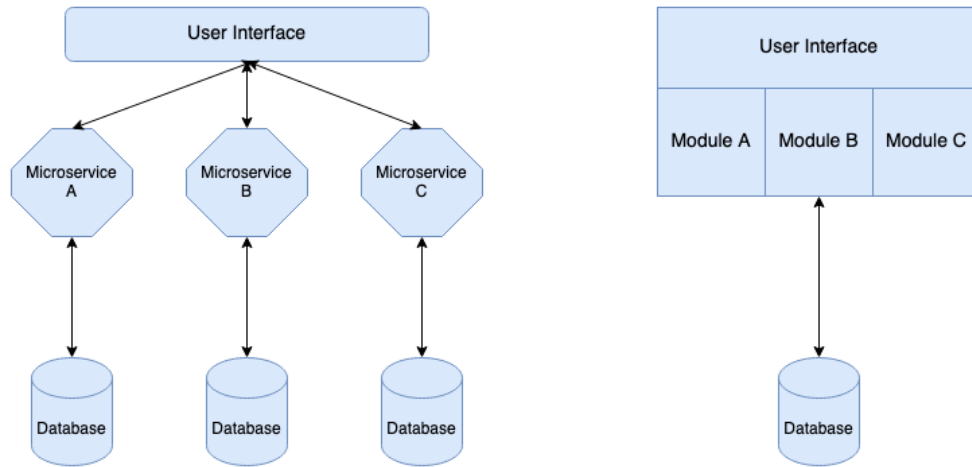 User Interface
Microservice
A
Microservice
B
Microservice
C
Database
Database
Database
User Interface
Module A
Module B
Module C
Database